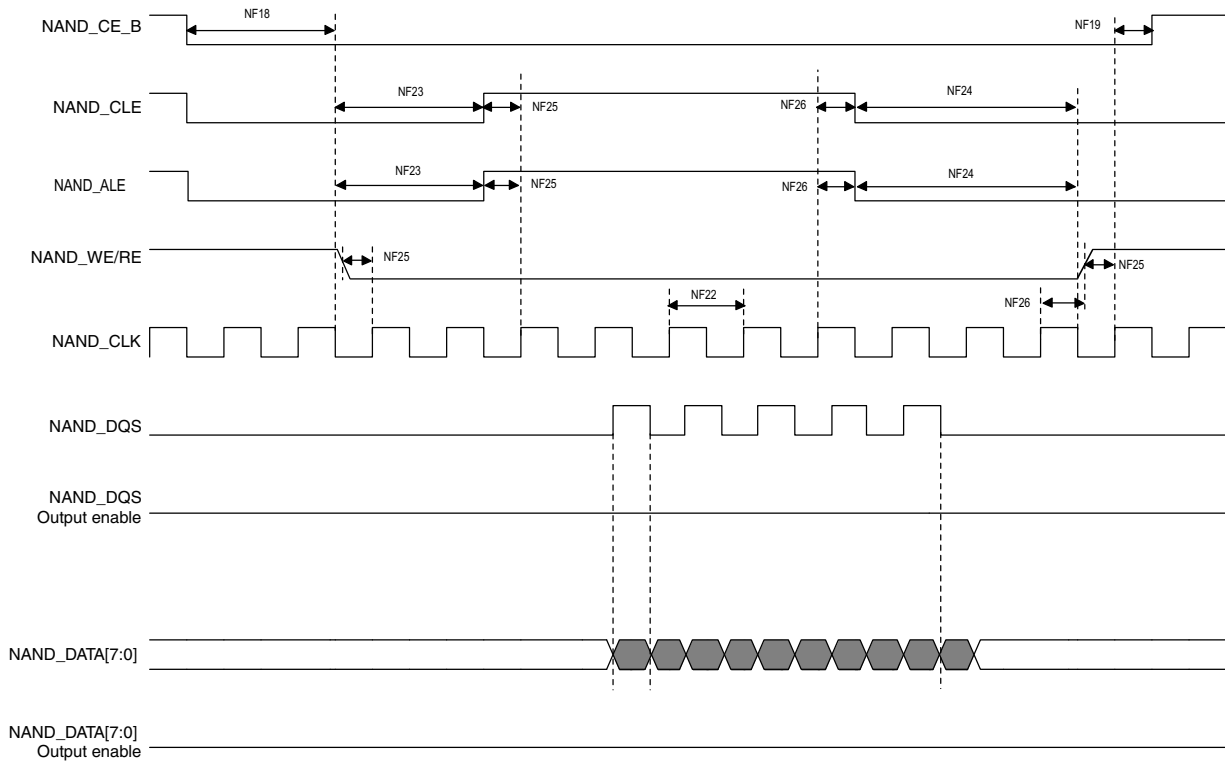 NF18
NAND_CE_B
NF19
NF23
NF25
NF26
NF24
NAND_CLE
NF23
NF25
NF26
NF24
NAND_ALE
NAND_WE/RE
NF25
NF25
NF22
NF26
NAND_CLK
NAND_DQS
NAND_DQS
Output enable
NAND_DATA[7:0]
NAND_DATA[7:0]
Output enable